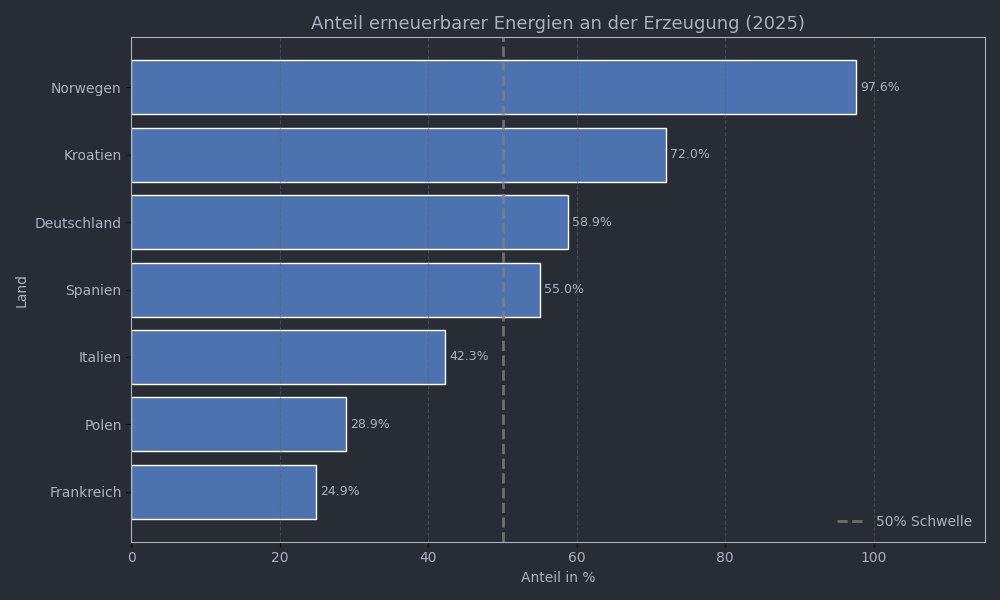 Anteil erneuerbarer Energien an der Erzeugung (2025)
Land
Norwegen
97.6%
Kroatien
72.0%
Deutschland
58.9%
Spanien
55.0%
Italien
42.3%
Polen
28.9%
Frankreich
24.9%
50% Schwelle
0 20 40 60 80 100
Anteil in %